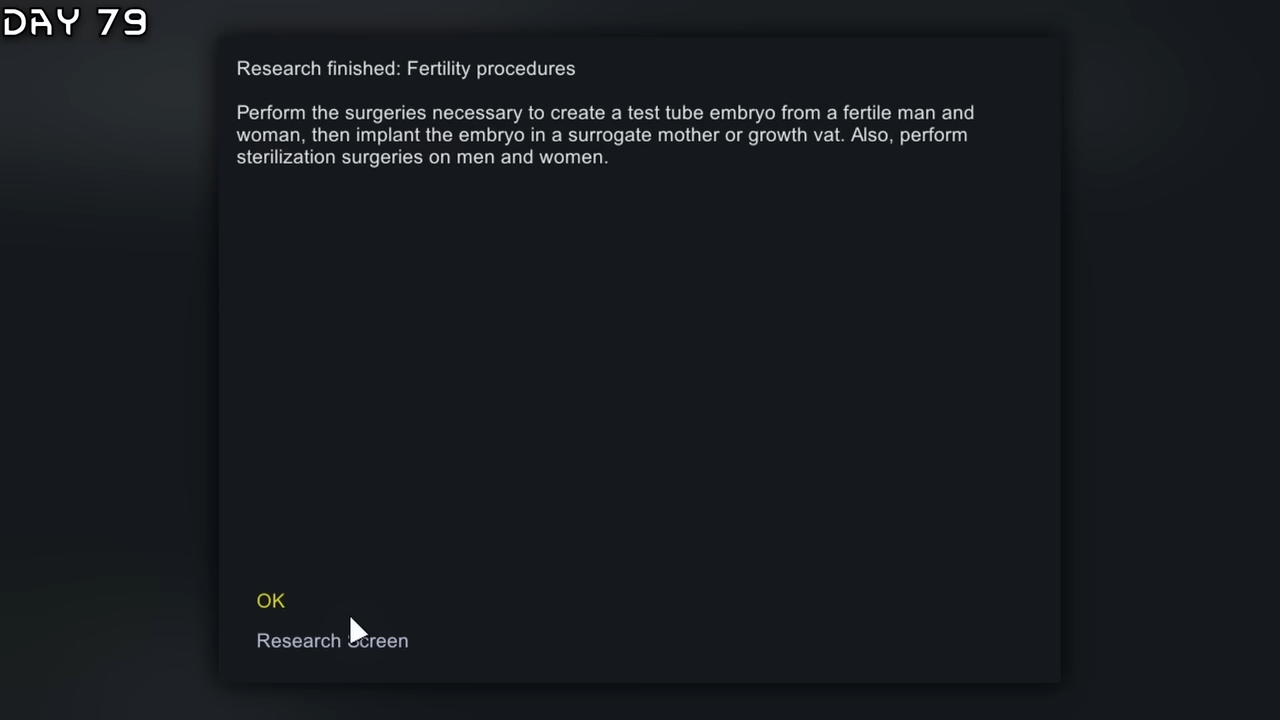 DAY 79
Research finished: Fertility procedures
Perform the surgeries necessary to create a test tube embryo from a fertile man and
woman, then implant the embryo in a surrogate mother or growth vat. Also, perform
sterilization surgeries on men and women.
OK
Research Screen